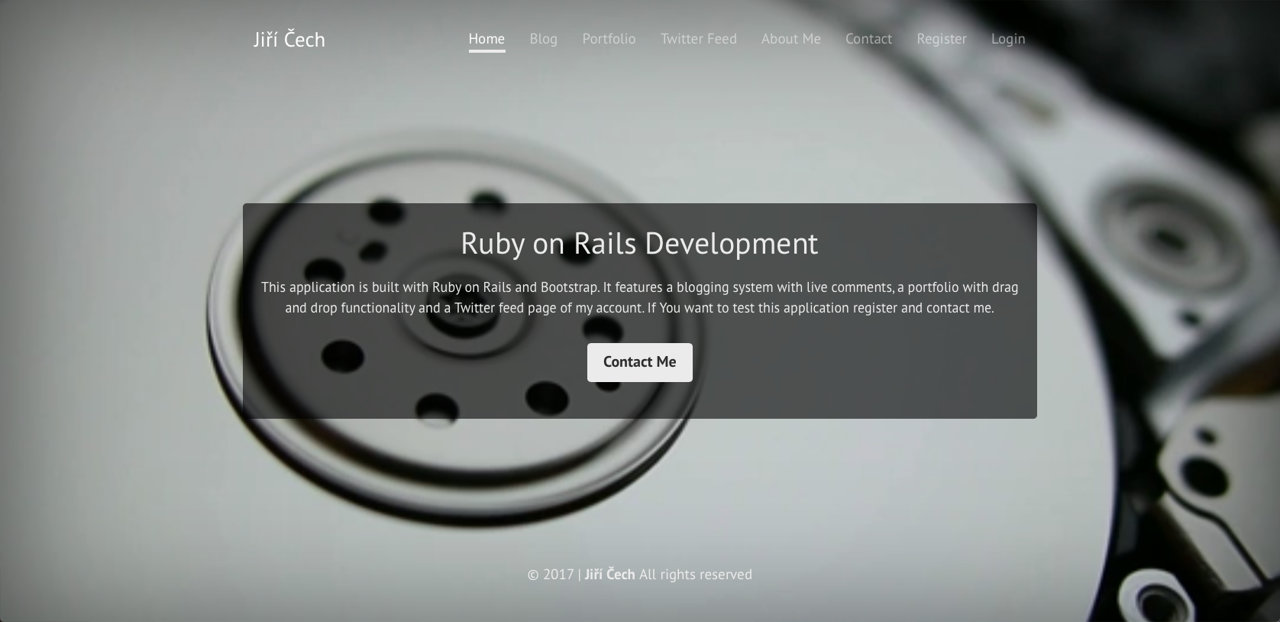 Jiří Čech
Home Blog Portfolio Twitter Feed About Me Contact Register Login
Ruby on Rails Development
This application is built with Ruby on Rails and Bootstrap. It features a blogging system with live comments, a portfolio with drag
and drop functionality and a Twitter feed page of my account. If You want to test this application register and contact me.
Contact Me
© 2017 | Jiří Čech All rights reserved